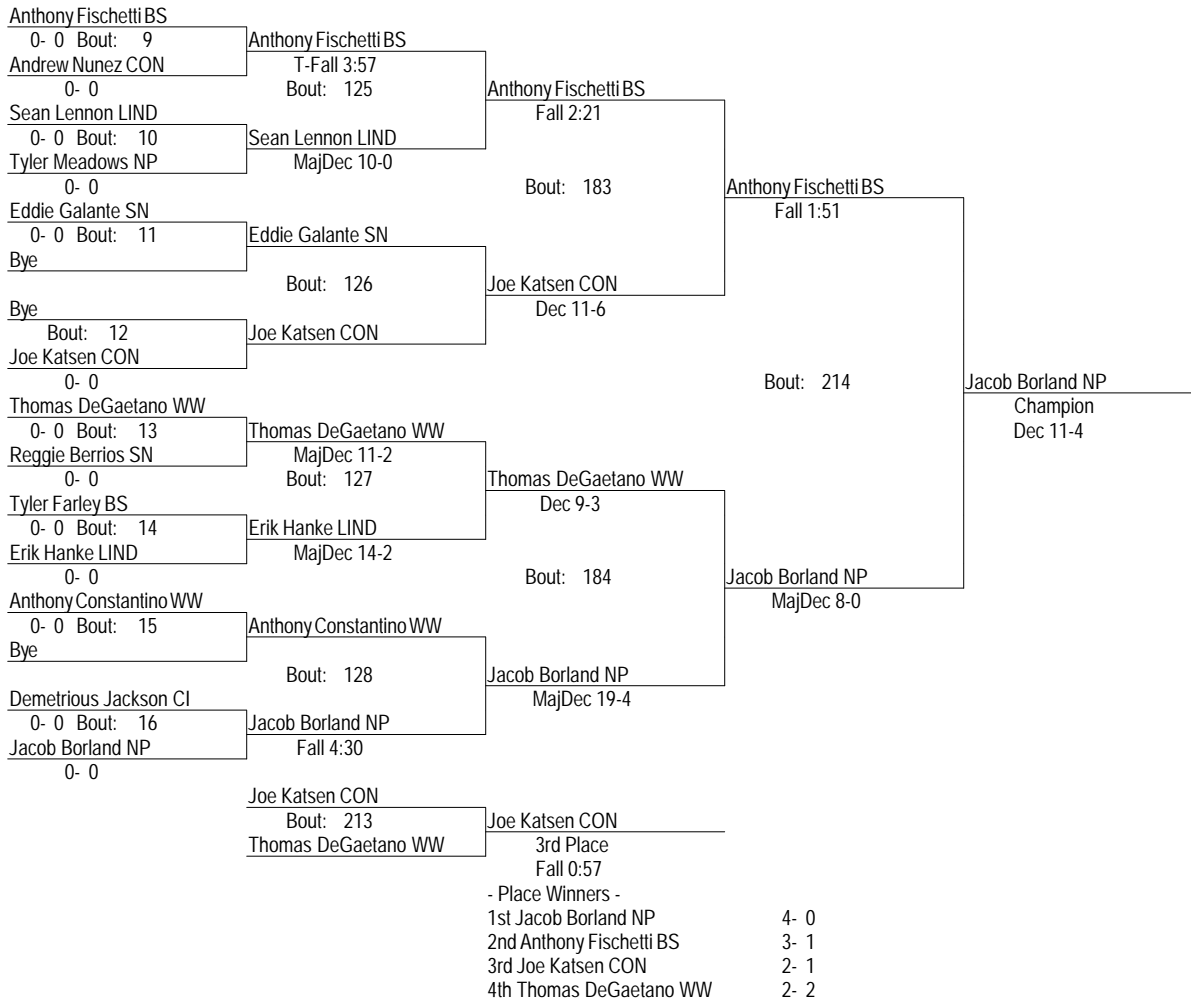 Anthony Fischetti BS
0- 0 Bout: 9
Anthony Fischetti BS
Andrew Nunez CON
T-Fall 3:57
0- 0
Bout: 125
Anthony Fischetti BS
Sean Lennon LIND
Fall 2:21
0- 0 Bout: 10
Sean Lennon LIND
Tyler Meadows NP
MajDec 10-0
0- 0
Bout: 183
Anthony Fischetti BS
Eddie Galante SN
Fall 1:51
0- 0 Bout: 11
Eddie Galante SN
Bye
Bout: 126
Joe Katsen CON
Bye
Dec 11-6
Bout: 12
Joe Katsen CON
Joe Katsen CON
0- 0
Bout: 214
Jacob Borland NP
Thomas DeGaetano WW
Champion
0- 0 Bout: 13
Thomas DeGaetano WW
Dec 11-4
Reggie Berrios SN
MajDec 11-2
0- 0
Bout: 127
Thomas DeGaetano WW
Tyler Farley BS
Dec 9-3
0- 0 Bout: 14
Erik Hanke LIND
Erik Hanke LIND
MajDec 14-2
0- 0
Bout: 184
Jacob Borland NP
Anthony Constantino WW
MajDec 8-0
0- 0 Bout: 15
Anthony Constantino WW
Bye
Bout: 128
Jacob Borland NP
Demetrious Jackson CI
MajDec 19-4
0- 0 Bout: 16
Jacob Borland NP
Jacob Borland NP
Fall 4:30
0- 0
Joe Katsen CON
Bout: 213
Joe Katsen CON
Thomas DeGaetano WW
3rd Place
Fall 0:57
- Place Winners -
1st Jacob Borland NP 4- 0
2nd Anthony Fischetti BS 3- 1
3rd Joe Katsen CON 2- 1
4th Thomas DeGaetano WW 2- 2